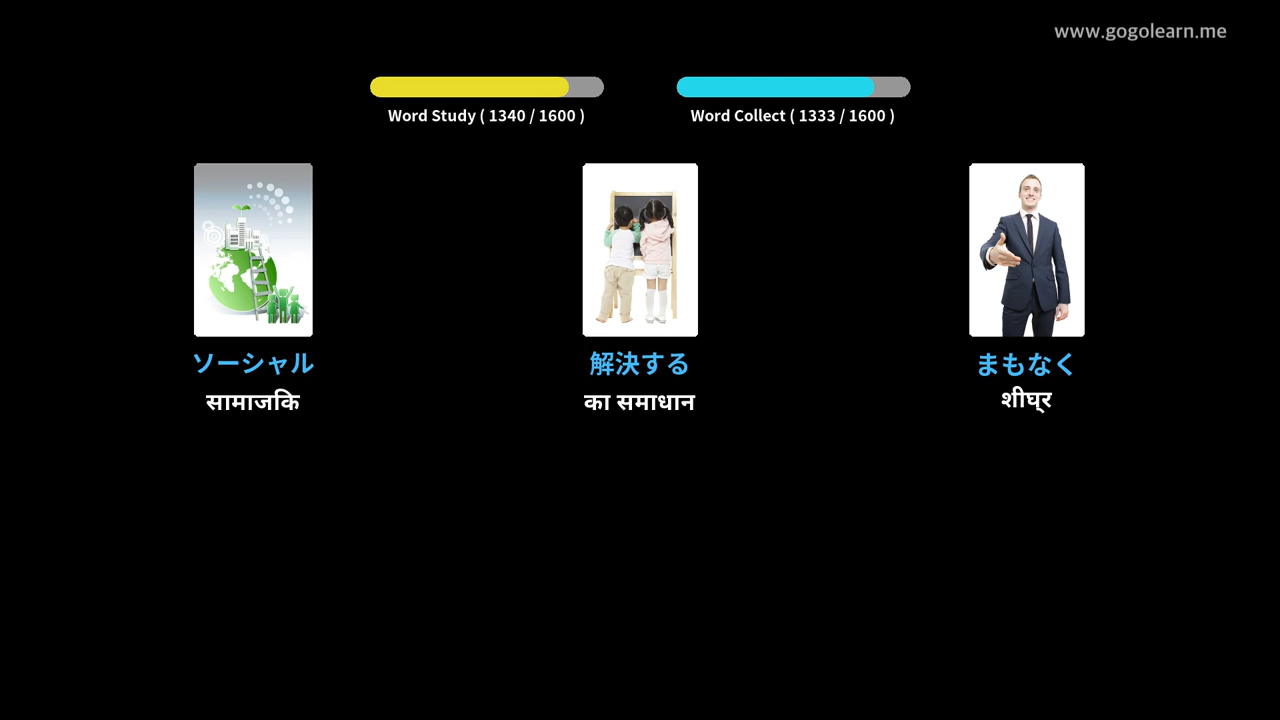 www.gogolearn.me
Word Study ( 1340 / 1600 )
Word Collect ( 1333 / 1600 )
ソーシャル
解決する
まもなく
सामाजकि
का समाधान
शीघ्र